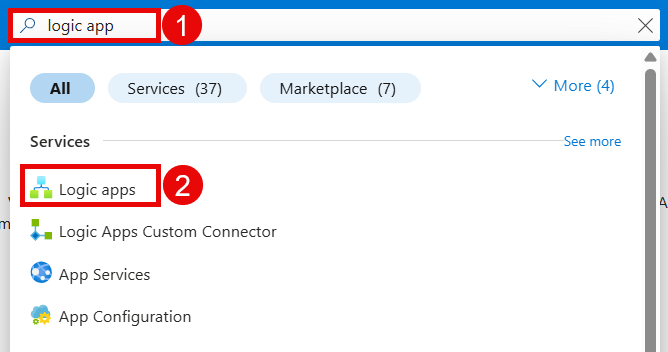 logic app 1
All Services (37) Marketplace (7) More (4)
Services See more
Logic apps 2
Logic Apps Custom Connector
App Services
App Configuration